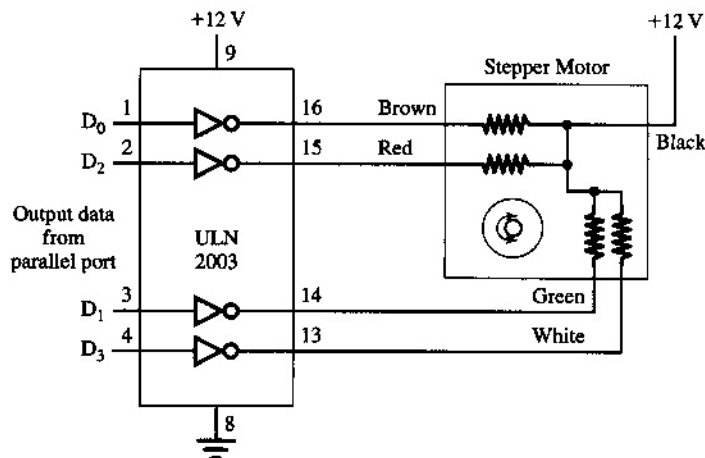 +12 V
+12 V
9
Stepper Motor
D₀ 1
16 Brown
D₂ 2
15 Red
Black
Output data
from
parallel port
ULN
2003
D₁ 3
14 Green
D₃ 4
13 White
8